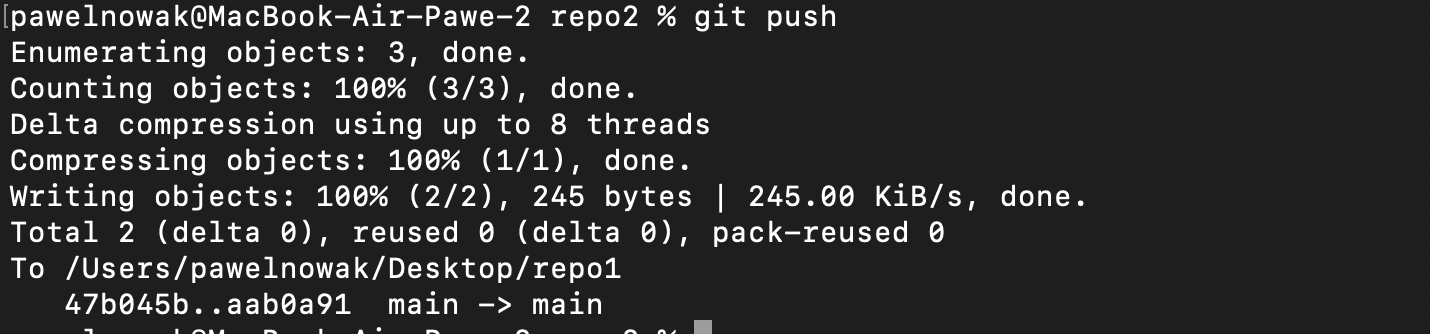 [pawelnowak@MacBook-Air-Pawe-2 repo2 % git push
Enumerating objects: 3, done.
Counting objects: 100% (3/3), done.
Delta compression using up to 8 threads
Compressing objects: 100% (1/1), done.
Writing objects: 100% (2/2), 245 bytes | 245.00 KiB/s, done.
Total 2 (delta 0), reused 0 (delta 0), pack-reused 0
To /Users/pawelnowak/Desktop/repo1
   47b045b..aab0a91  main -> main